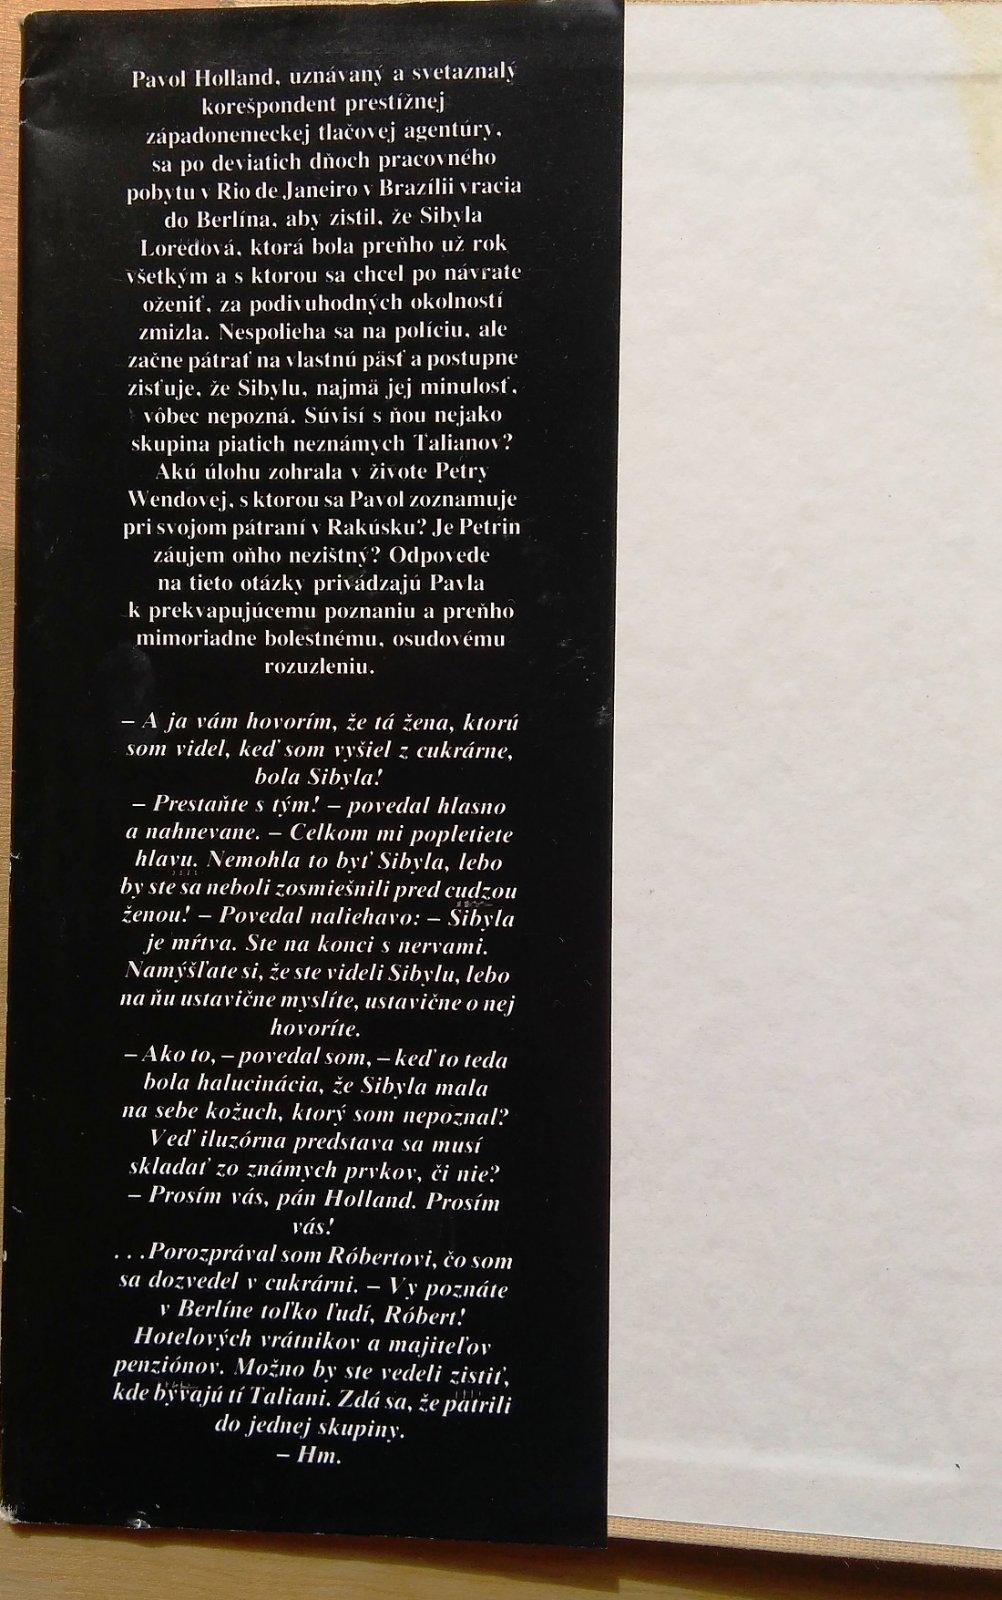 Pavol Holland, uznávaný a svetaznalý
korešpondent prestížnej
západonemeckej tlačovej agentúry,
sa po deviatich dňoch pracovného
pobytu v Rio de Janeiro v Brazílii vracia
do Berlína, aby zistil, že Sibyla
Loredová, ktorá bola preňho už rok
všetkým a s ktorou sa chcel po návrate
oženiť, za podivuhodných okolností
zmizla. Nespolieha sa na políciu, ale
začne pátrať na vlastnú päsť a postupne
zisťuje, že Sibylu, najmä jej minulosť,
vôbec nepozná. Súvisí s ňou nejako
skupina piatich neznámych Talianov?
Akú úlohu zohrala v živote Petry
Wendovej, s ktorou sa Pavol zoznamuje
pri svojom pátraní v Rakúsku? Je Petrin
záujem oňho nezištný? Odpovede
na tieto otázky privádzajú Pavla
k prekvapujúcemu poznaniu a preňho
mimoriadne bolestnému, osudovému
rozuzleniu.
– A ja vám hovorím, že tá žena, ktorú
som videl, keď som vyšiel z cukrárne,
bola Sibyla!
– Prestaňte s tým! – povedal hlasno
a nahnevane. – Celkom mi popletiete
hlavu. Nemohla to byť Sibyla, lebo
by ste sa neboli zosmiešnili pred cudzou
ženou! – Povedal naliehavo: – Sibyla
je mŕtva. Ste na konci s nervami.
Namýšľate si, že ste videli Sibylu, lebo
na ňu ustavične myslíte, ustavične o nej
hovoríte.
– Ako to, – povedal som, – keď to teda
bola halucinácia, že Sibyla mala
na sebe kožuch, ktorý som nepoznal?
Veď iluzórna predstava sa musí
skladať zo známych prvkov, či nie?
– Prosím vás, pán Holland. Prosím
vás!
. . . Porozprával som Róbertovi, čo som
sa dozvedel v cukrárni. – Vy poznáte
v Berlíne toľko ľudí, Róbert!
Hotelových vrátnikov a majiteľov
penziónov. Možno by ste vedeli zistiť,
kde bývajú tí Taliani. Zdá sa, že patrili
do jednej skupiny.
– Hm.